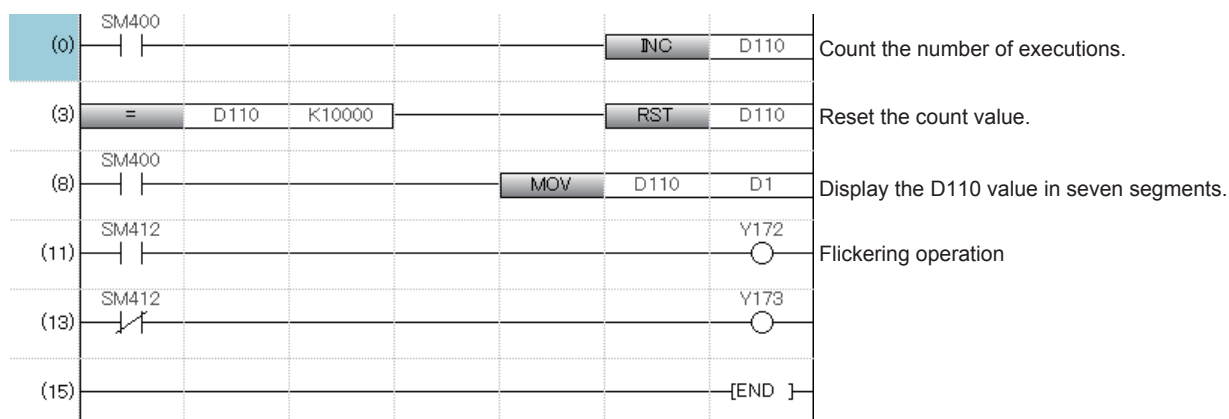 SM400
(0) INC D110 Count the number of executions.
(3) = D110 K10000 RST D110 Reset the count value.
SM400
(8) MOV D110 D1 Display the D110 value in seven segments.
SM412 Y172
(11) Flickering operation
SM412 Y173
(13)
(15) [END ]